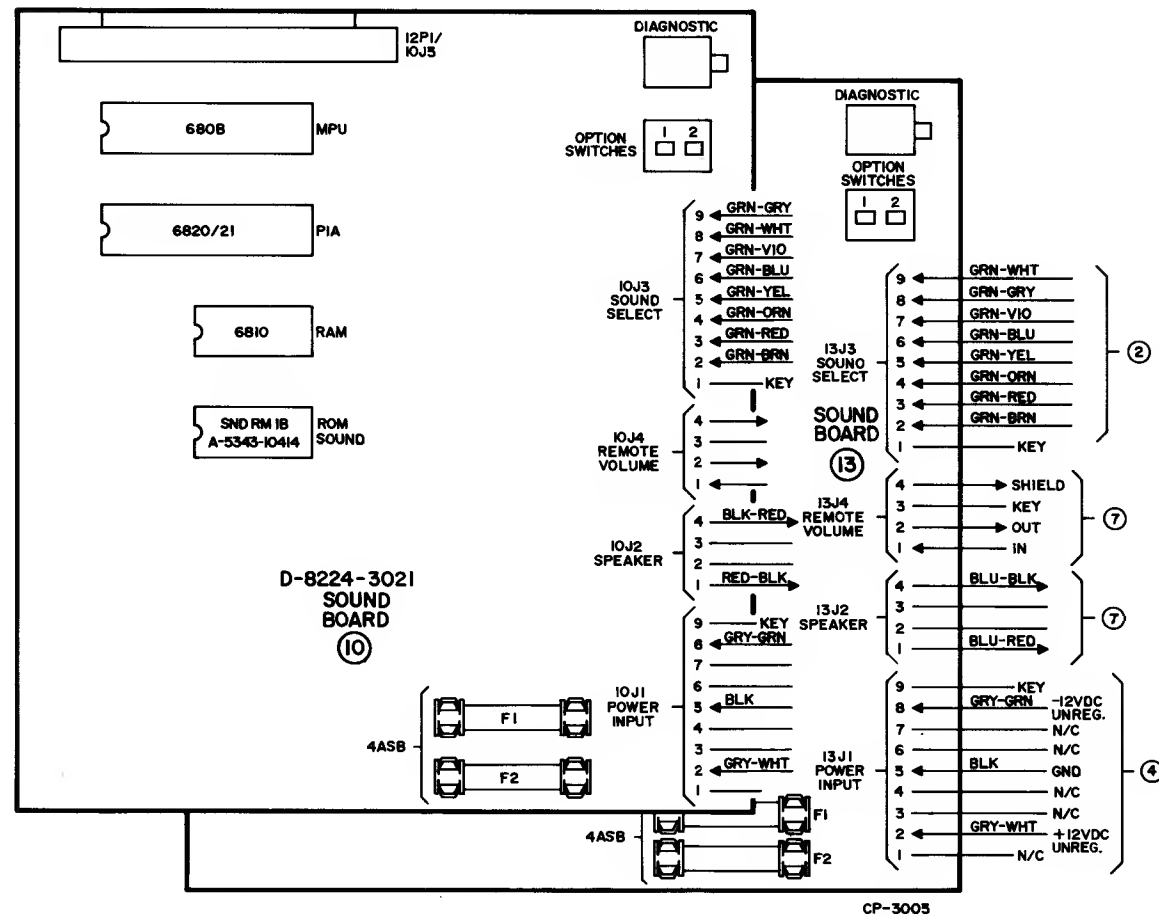 12P1/
10J5
DIAGNOSTIC
6808 MPU
OPTION
SWITCHES
1 2
6820/21 PIA
6810 RAM
SND RM 1B
A-5343-10414
ROM
SOUND
D-8224-3021
SOUND
BOARD
10
4ASB
F1
F2
10J3
SOUND
SELECT
9 GRN-GRY
8 GRN-WHT
7 GRN-VIO
6 GRN-BLU
5 GRN-YEL
4 GRN-ORN
3 GRN-RED
2 GRN-BRN
1 KEY
10J4
REMOTE
VOLUME
4
3
2
1
10J2
SPEAKER
4 BLK-RED
3
2
1 RED-BLK
10J1
POWER
INPUT
9 KEY
8 GRY-GRN
7
6
5 BLK
4
3
2 GRY-WHT
1
DIAGNOSTIC
OPTION
SWITCHES
1 2
13J3
SOUND
SELECT
9 GRN-WHT
8 GRN-GRY
7 GRN-VIO
6 GRN-BLU
5 GRN-YEL
4 GRN-ORN
3 GRN-RED
2 GRN-BRN
1 KEY
2
SOUND
BOARD
13
13J4
REMOTE
VOLUME
4 SHIELD
3 KEY
2 OUT
1 IN
7
13J2
SPEAKER
4 BLU-BLK
3
2
1 BLU-RED
7
13J1
POWER
INPUT
9 KEY
8 GRY-GRN -12VDC
UNREG.
7 N/C
6 N/C
5 BLK GND
4 N/C
3 N/C
2 GRY-WHT +12VDC
UNREG.
1 N/C
4
4ASB
F1
F2
CP-3005